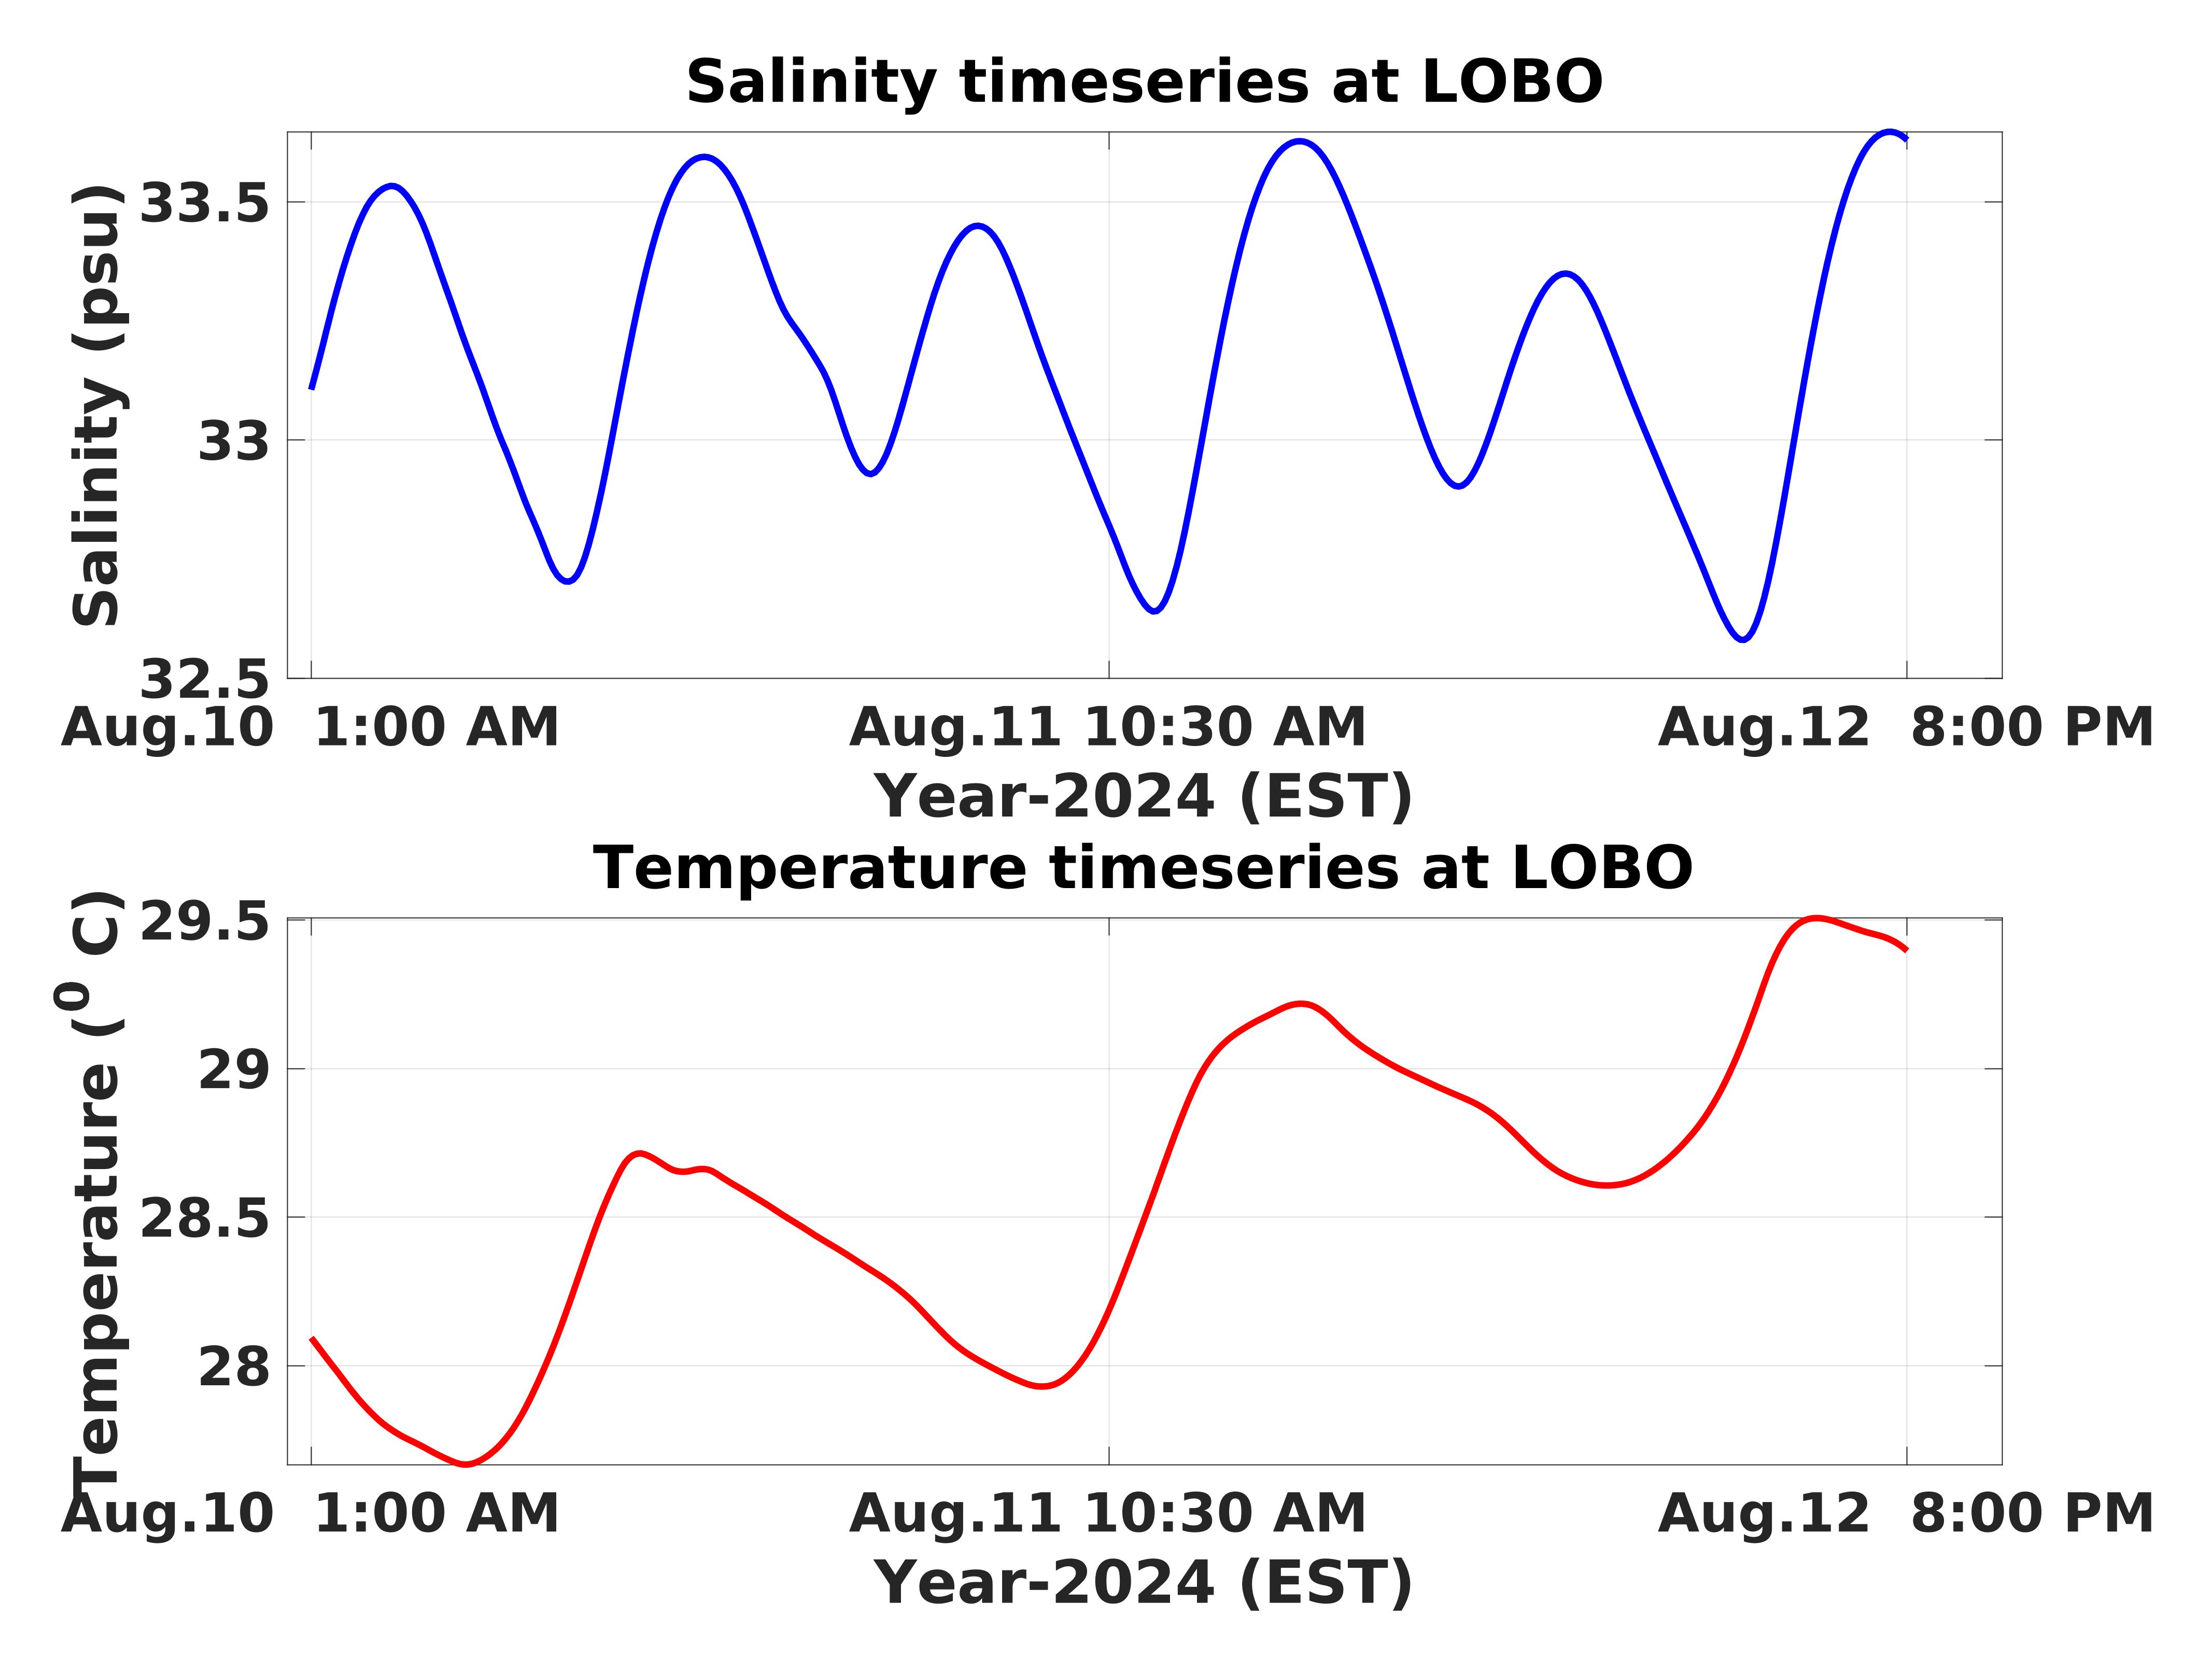 Salinity timeseries at LOBO
Salinity (psu)
33.5
33
32.5
Aug.10  1:00 AM
Aug.11 10:30 AM
Aug.12  8:00 PM
Year-2024 (EST)
Temperature timeseries at LOBO
Temperature (⁰ C)
29.5
29
28.5
28
Aug.10  1:00 AM
Aug.11 10:30 AM
Aug.12  8:00 PM
Year-2024 (EST)